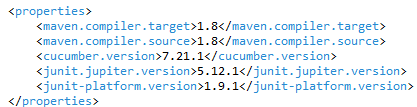 <properties>
    <maven.compiler.target>1.8</maven.compiler.target>
    <maven.compiler.source>1.8</maven.compiler.source>
    <cucumber.version>7.21.1</cucumber.version>
    <junit.jupiter.version>5.12.1</junit.jupiter.version>
    <junit-platform.version>1.9.1</junit-platform.version>
</properties>